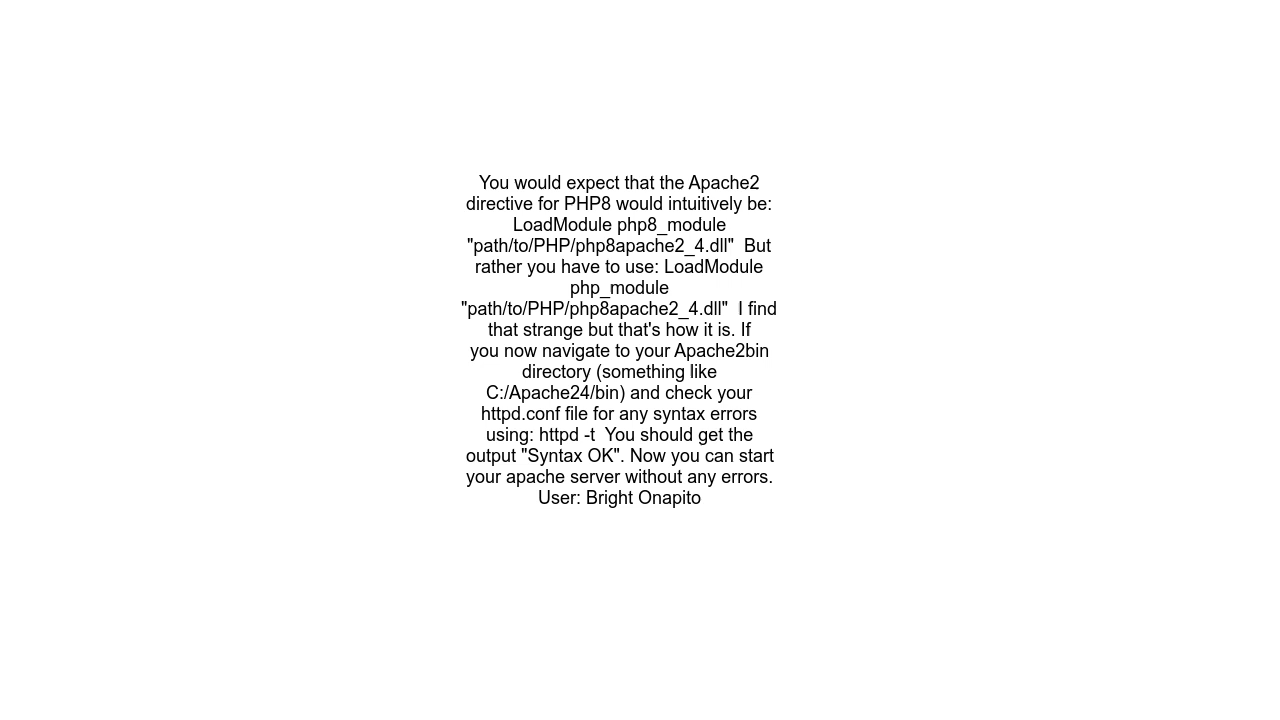 You would expect that the Apache2
directive for PHP8 would intuitively be:
LoadModule php8_module
"path/to/PHP/php8apache2_4.dll"  But
rather you have to use: LoadModule
php_module
"path/to/PHP/php8apache2_4.dll"  I find
that strange but that's how it is. If
you now navigate to your Apache2bin
directory (something like
C:/Apache24/bin) and check your
httpd.conf file for any syntax errors
using: httpd -t  You should get the
output "Syntax OK". Now you can start
your apache server without any errors.
User: Bright Onapito